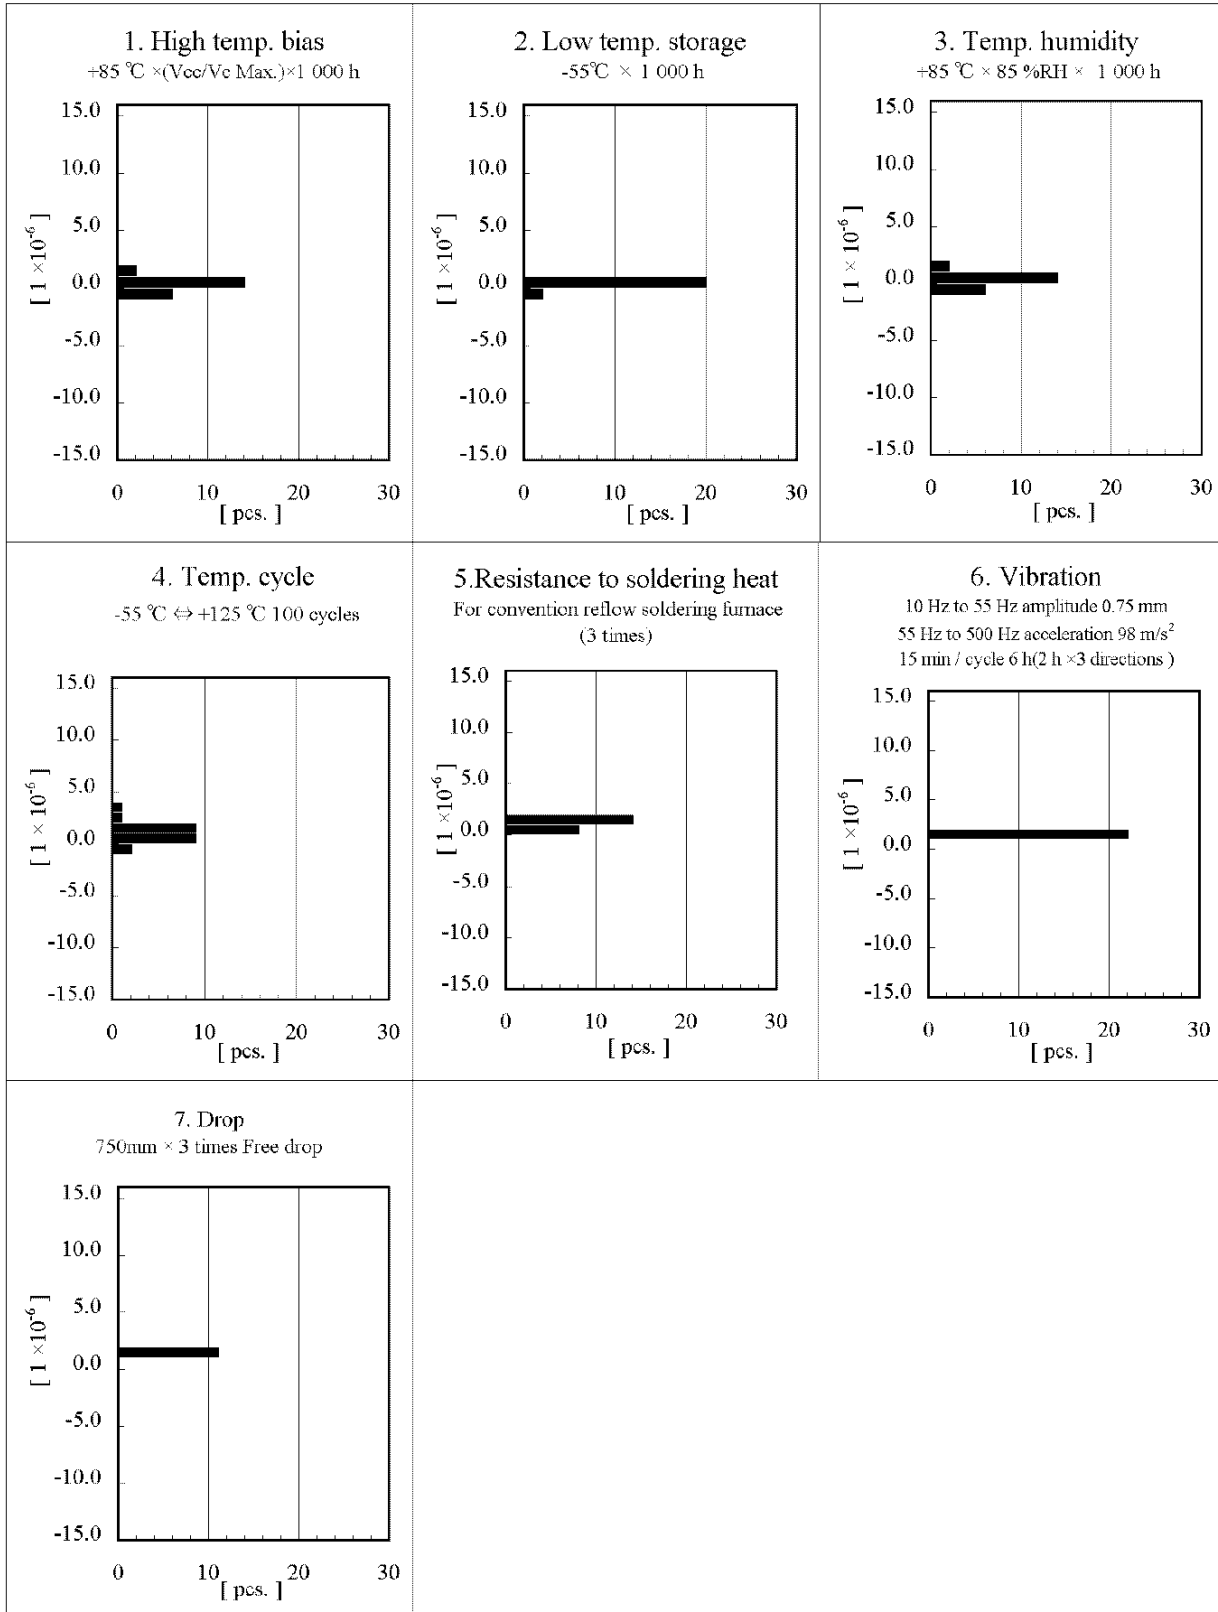 1. High temp. bias
+85 ℃ ×(Vcc/Vc Max.)×1 000 h
15.0
10.0
5.0
0.0
-5.0
-10.0
-15.0
[ 1 ×10⁻⁶ ]
0 10 20 30
[ pcs. ]
2. Low temp. storage
-55℃ × 1 000 h
15.0
10.0
5.0
0.0
-5.0
-10.0
-15.0
[ 1 ×10⁻⁶ ]
0 10 20 30
[ pcs. ]
3. Temp. humidity
+85 ℃ × 85 %RH × 1 000 h
15.0
10.0
5.0
0.0
-5.0
-10.0
-15.0
[ 1 × 10⁻⁶ ]
0 10 20 30
[ pcs. ]
4. Temp. cycle
-55 ℃ ⇔ +125 ℃ 100 cycles
15.0
10.0
5.0
0.0
-5.0
-10.0
-15.0
[ 1 × 10⁻⁶ ]
0 10 20 30
[ pcs. ]
5.Resistance to soldering heat
For convention reflow soldering furnace
(3 times)
15.0
10.0
5.0
0.0
-5.0
-10.0
-15.0
[ 1 ×10⁻⁶ ]
0 10 20 30
[ pcs. ]
6. Vibration
10 Hz to 55 Hz amplitude 0.75 mm
55 Hz to 500 Hz acceleration 98 m/s²
15 min / cycle 6 h(2 h ×3 directions )
15.0
10.0
5.0
0.0
-5.0
-10.0
-15.0
[ 1 ×10⁻⁶ ]
0 10 20 30
[ pcs. ]
7. Drop
750mm × 3 times Free drop
15.0
10.0
5.0
0.0
-5.0
-10.0
-15.0
[ 1 ×10⁻⁶ ]
0 10 20 30
[ pcs. ]